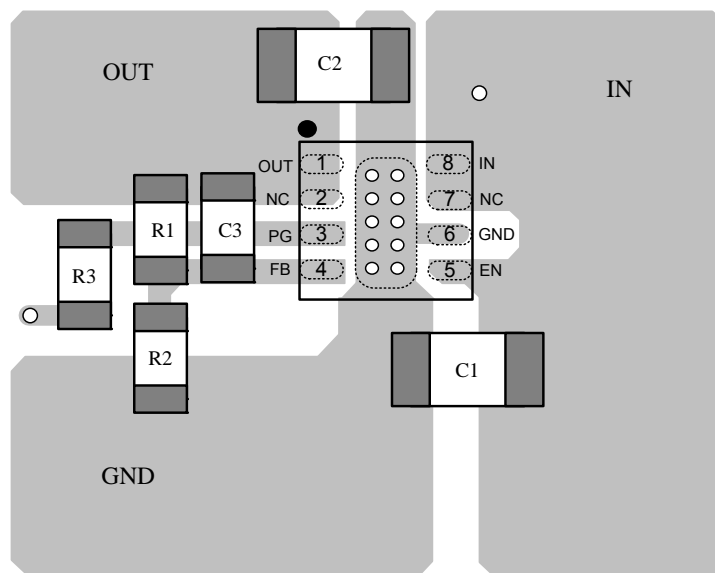 C2
OUT
IN
OUT 1 8 IN
NC 2 7 NC
R1 C3 PG 3 6 GND
R3 FB 4 5 EN
R2
C1
GND